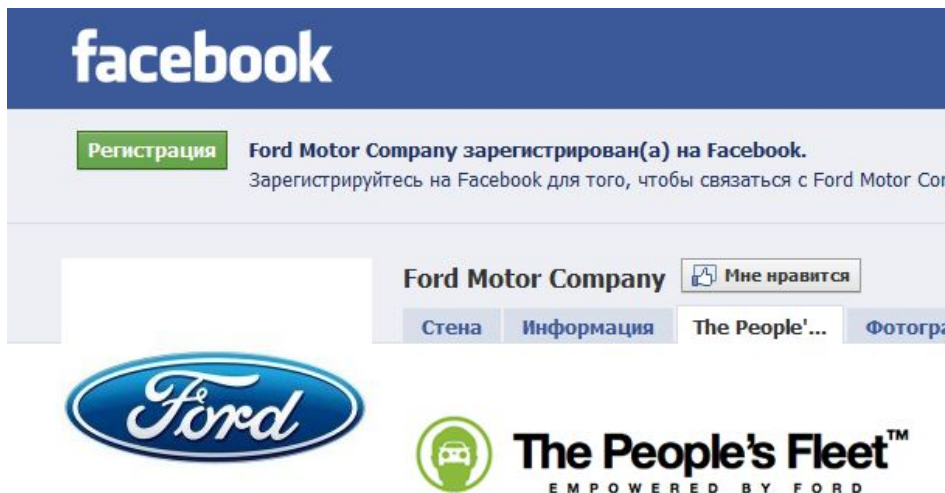 facebook
Регистрация
Ford Motor Company зарегистрирован(а) на Facebook.
Зарегистрируйтесь на Facebook для того, чтобы связаться с Ford Motor
Ford Motor Company
Мне нравится
Стена Информация The People'...
Ford
The People's Fleet™
EMPOWERED BY FORD